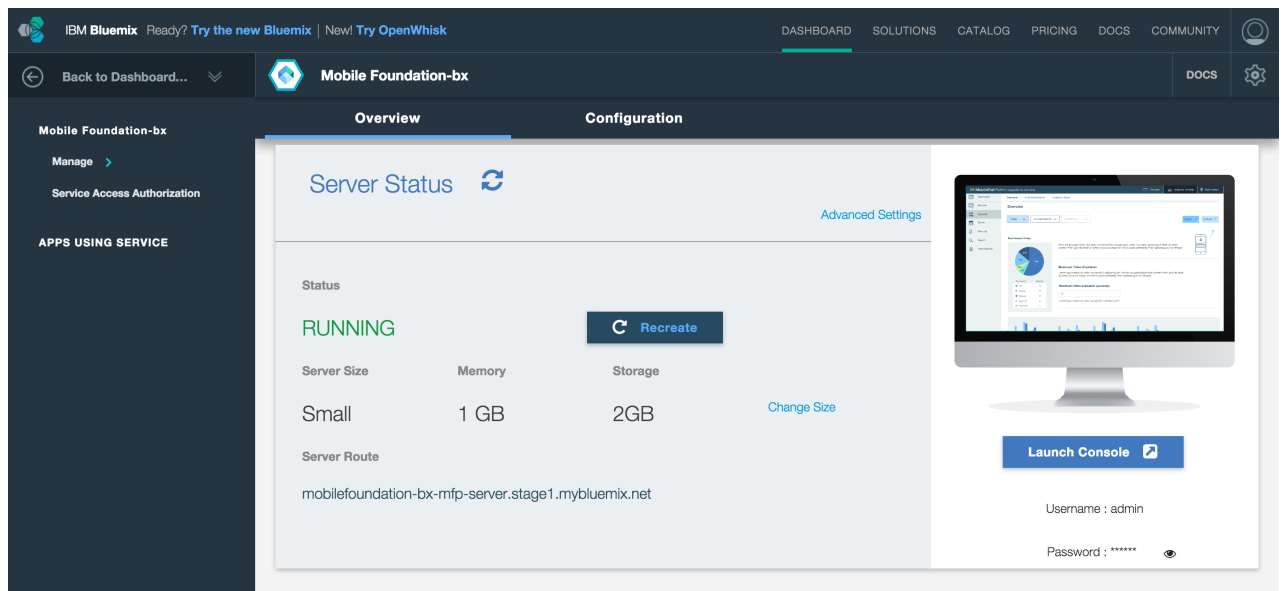 IBM Bluemix Ready? Try the new Bluemix | New! Try OpenWhisk
DASHBOARD SOLUTIONS CATALOG PRICING DOCS COMMUNITY
Back to Dashboard...
Mobile Foundation-bx
DOCS
Mobile Foundation-bx
Manage
Service Access Authorization
APPS USING SERVICE
Overview Configuration
Server Status
Advanced Settings
Status
RUNNING
Recreate
Server Size Memory Storage
Small 1 GB 2GB
Change Size
Server Route
mobilefoundation-bx-mfp-server.stage1.mybluemix.net
Overview
Launch Console
Username : admin
Password : ******